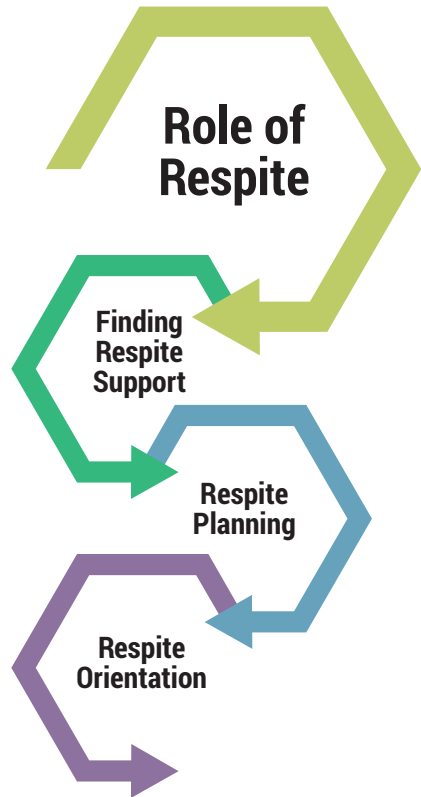 Role of
Respite
Finding
Respite
Support
Respite
Planning
Respite
Orientation